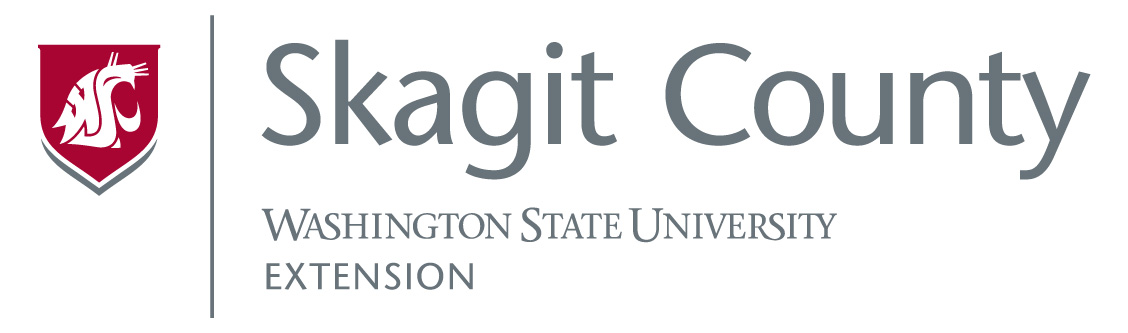 Skagit County
WASHINGTON STATE UNIVERSITY
EXTENSION